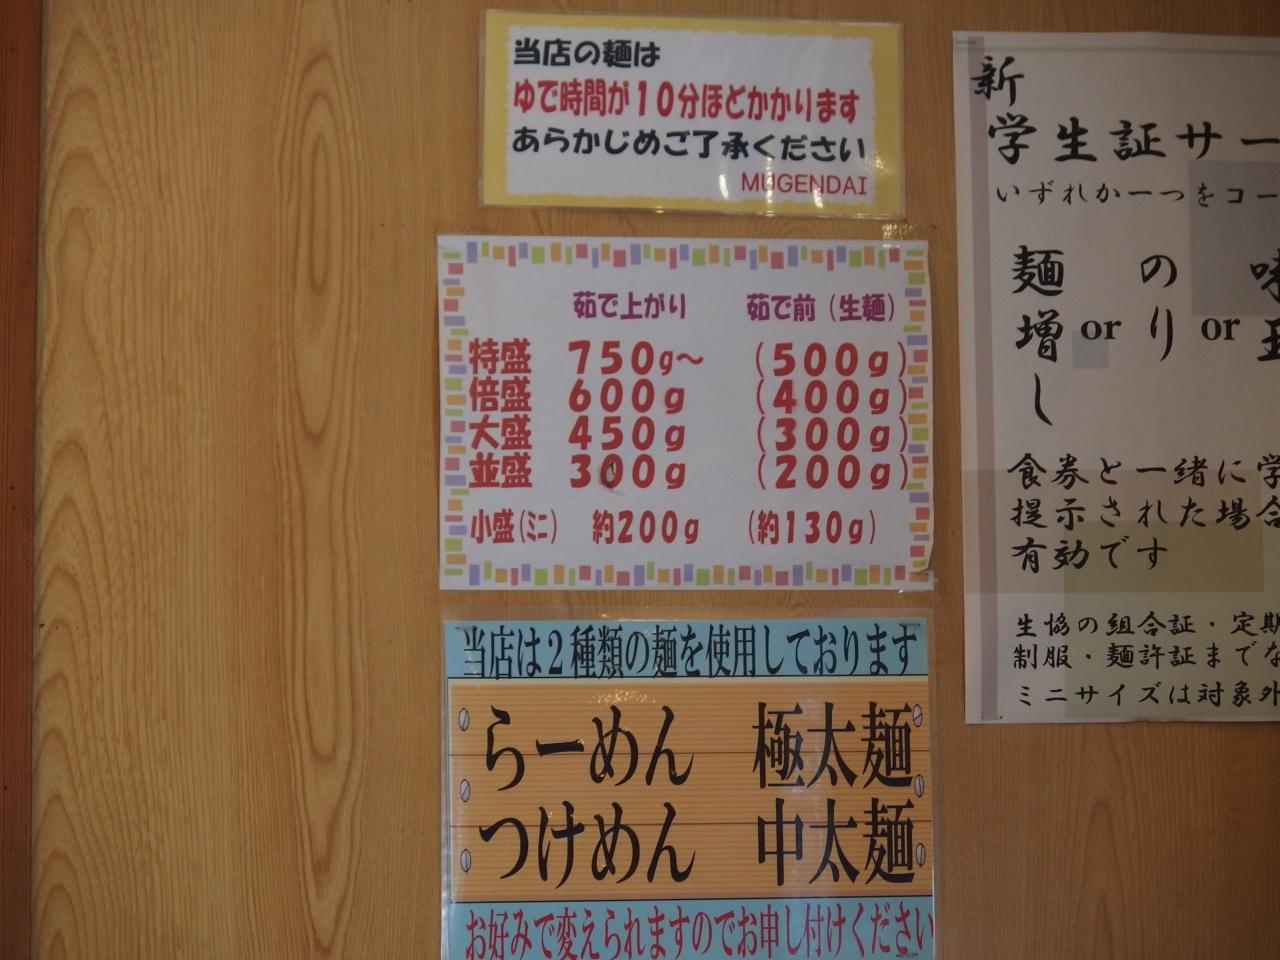 当店の麺は
ゆで時間が10分ほどかかります
あらかじめご了承ください
MUGENDAI
茹で上がり 茹で前（生麺）
特盛 750g～ (500g)
倍盛 600g (400g)
大盛 450g (300g)
並盛 300g (200g)
小盛(ミニ) 約200g (約130g)
当店は2種類の麺を使用しております
らーめん 極太麺
つけめん 中太麺
お好みで変えられますのでお申し付けください
新
学生証サー
いずれか一つをコー
麺増し or のり or 味玉
食券と一緒に学
提示された場合
有効です
生協の組合証・定期
制服・麺許証までな
ミニサイズは対象外